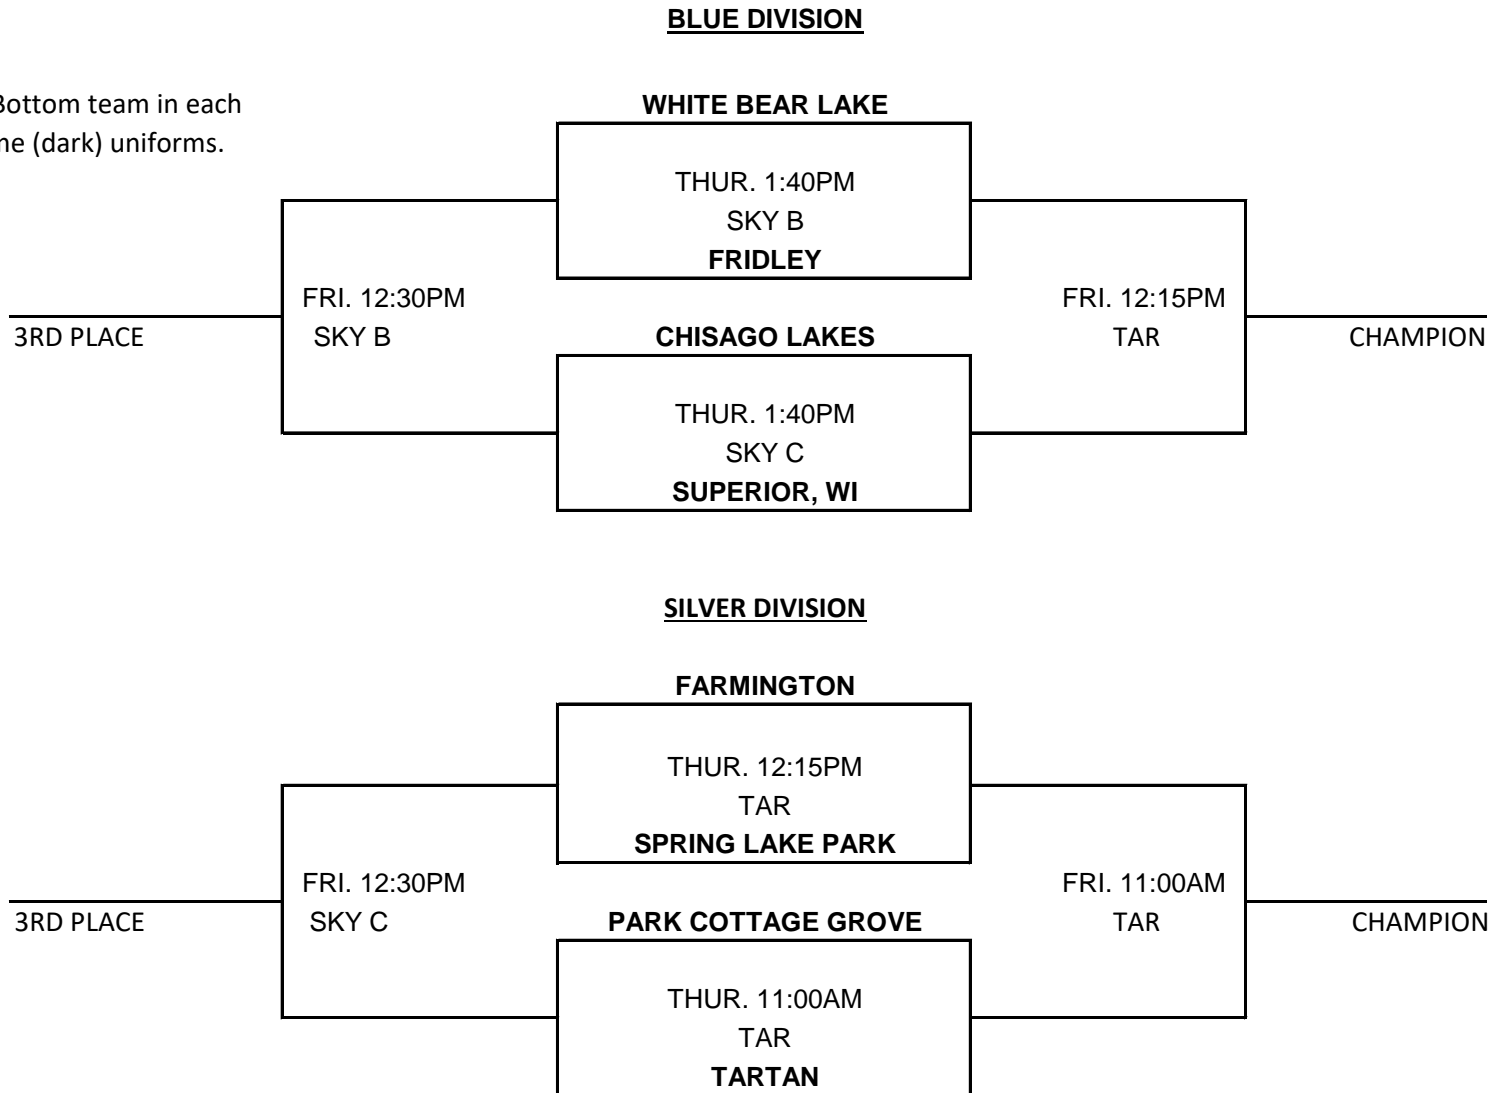 BLUE DIVISION
Bottom team in each
me (dark) uniforms.
WHITE BEAR LAKE
THUR. 1:40PM
SKY B
FRIDLEY
FRI. 12:30PM
SKY B
3RD PLACE
FRI. 12:15PM
TAR
CHAMPION
CHISAGO LAKES
THUR. 1:40PM
SKY C
SUPERIOR, WI
SILVER DIVISION
FARMINGTON
THUR. 12:15PM
TAR
SPRING LAKE PARK
FRI. 12:30PM
SKY C
3RD PLACE
FRI. 11:00AM
TAR
CHAMPION
PARK COTTAGE GROVE
THUR. 11:00AM
TAR
TARTAN